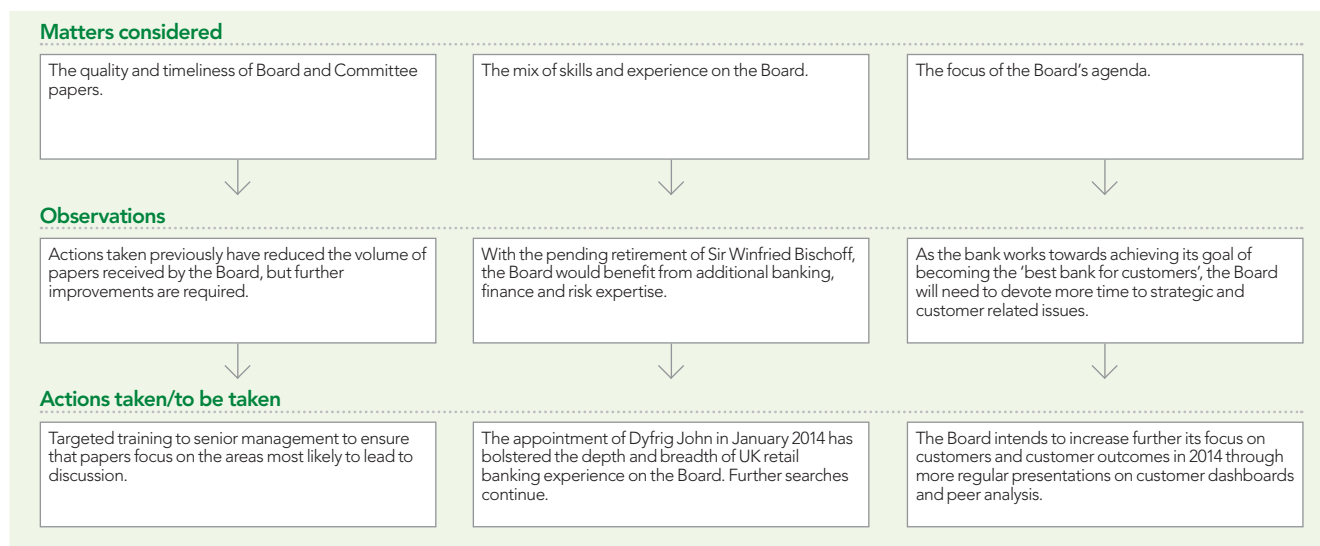 Matters considered
The quality and timeliness of Board and Committee
papers.
The mix of skills and experience on the Board.
The focus of the Board’s agenda.
Observations
Actions taken previously have reduced the volume of
papers received by the Board, but further
improvements are required.
With the pending retirement of Sir Winfried Bischoff,
the Board would benefit from additional banking,
finance and risk expertise.
As the bank works towards achieving its goal of
becoming the ‘best bank for customers’, the Board
will need to devote more time to strategic and
customer related issues.
Actions taken/to be taken
Targeted training to senior management to ensure
that papers focus on the areas most likely to lead to
discussion.
The appointment of Dyfrig John in January 2014 has
bolstered the depth and breadth of UK retail
banking experience on the Board. Further searches
continue.
The Board intends to increase further its focus on
customers and customer outcomes in 2014 through
more regular presentations on customer dashboards
and peer analysis.